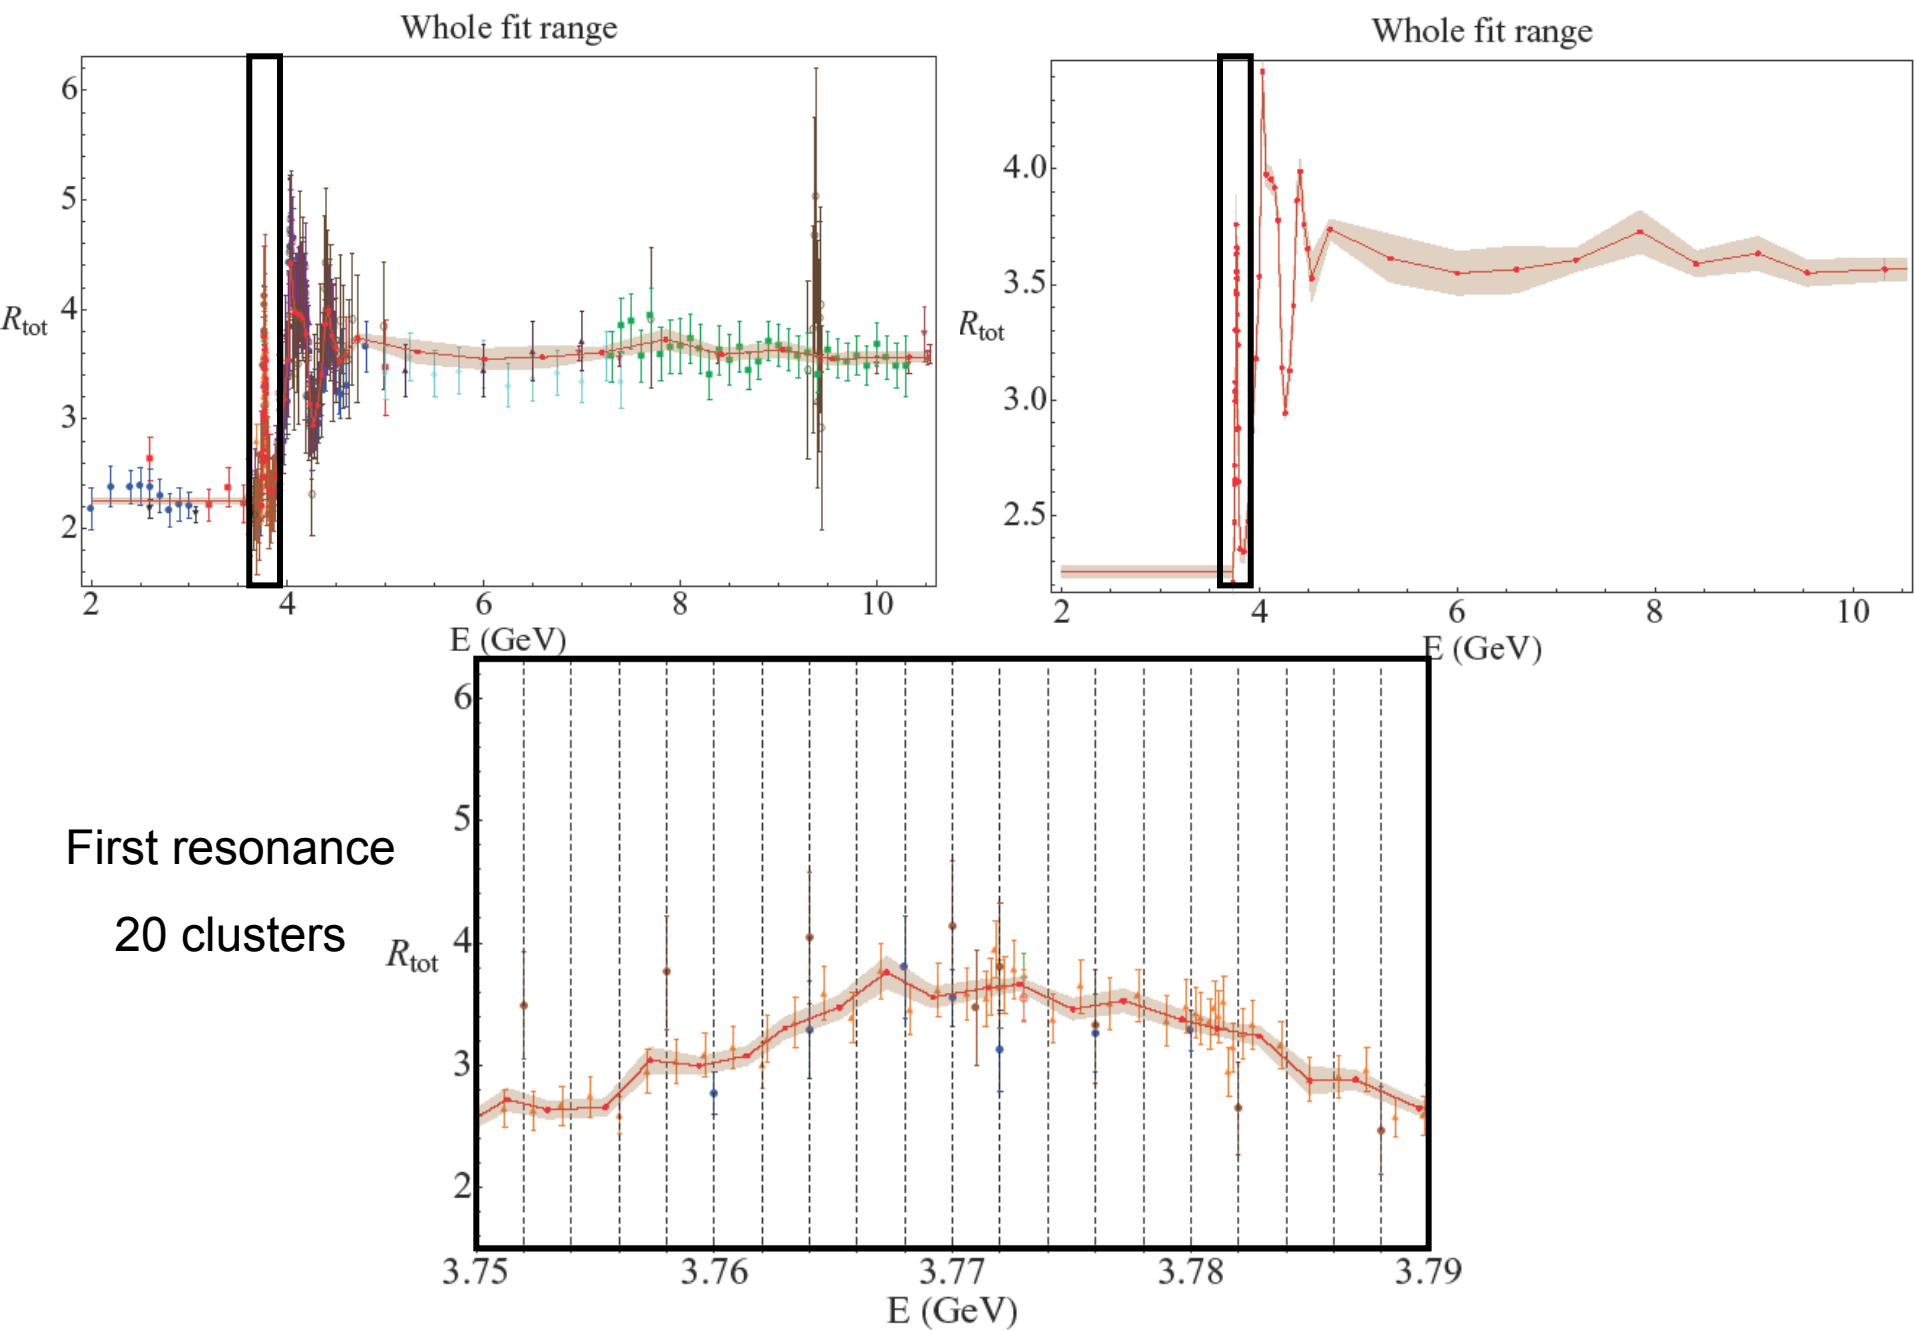 Whole fit range
6
5
4
3
2
R_tot
2 4 6 8 10
E (GeV)
Whole fit range
4.0
3.5
3.0
2.5
R_tot
2 4 6 8 10
E (GeV)
First resonance
20 clusters
6
5
4
3
2
R_tot
3.75 3.76 3.77 3.78 3.79
E (GeV)